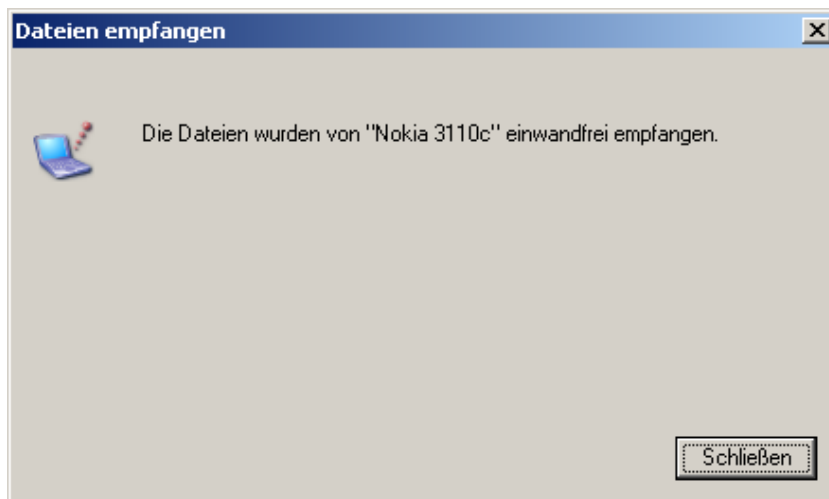 Dateien empfangen
Die Dateien wurden von "Nokia 3110c" einwandfrei empfangen.
Schließen